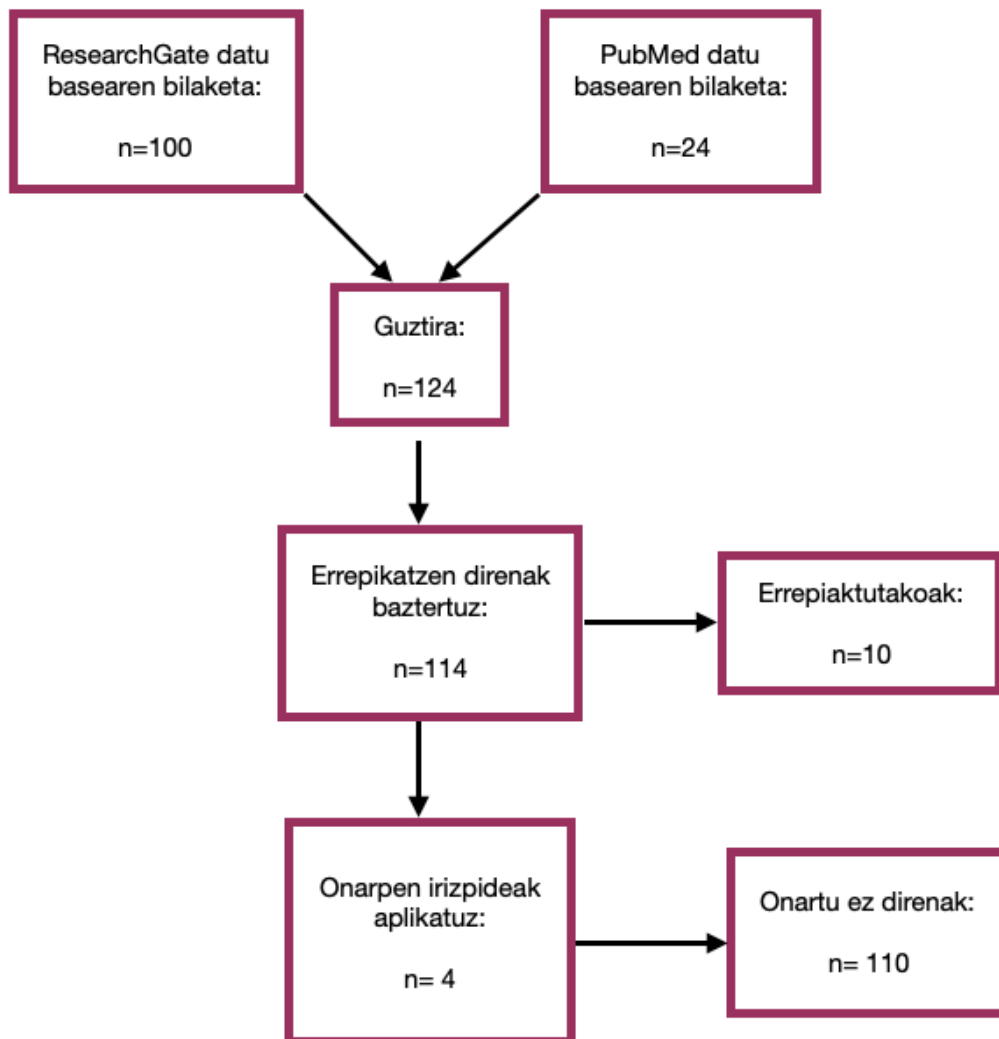 ResearchGate datu
basearen bilaketa:
n=100
PubMed datu
basearen bilaketa:
n=24
Guztira:
n=124
Errepikatzen direnak
baztertuz:
n=114
Errepiaktutakoak:
n=10
Onarpen irizpideak
aplikatuz:
n= 4
Onartu ez direnak:
n= 110